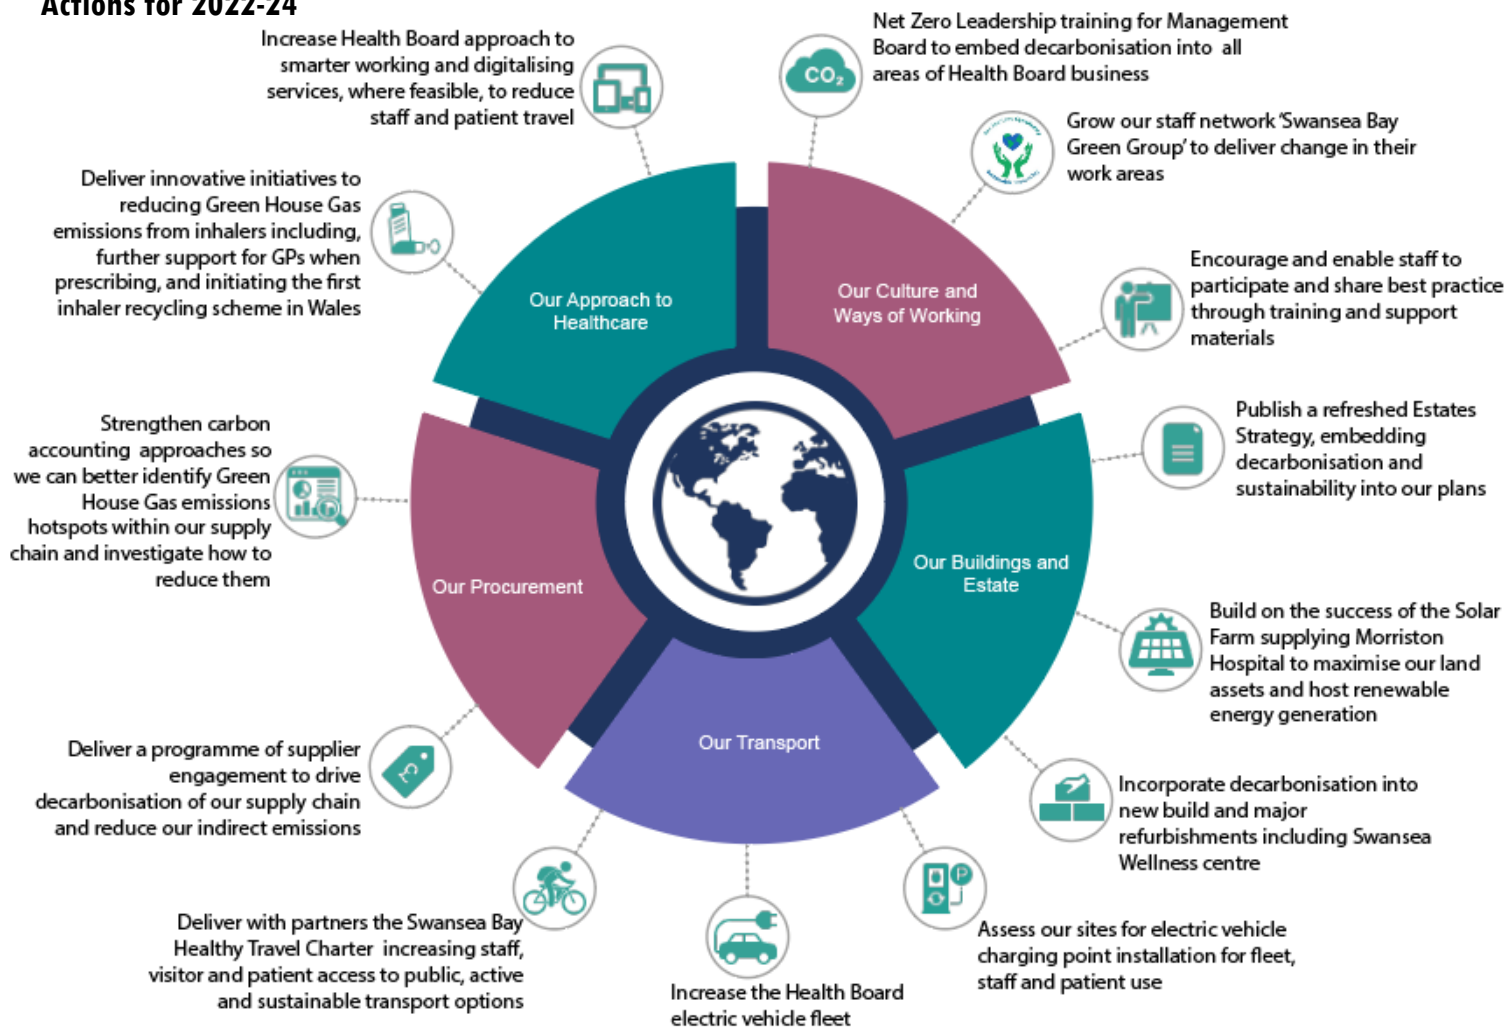 Actions for 2022-24
Increase Health Board approach to
smarter working and digitalising
services, where feasible, to reduce
staff and patient travel
Net Zero Leadership training for Management
Board to embed decarbonisation into all
areas of Health Board business
CO₂
Grow our staff network ‘Swansea Bay
Green Group’ to deliver change in their
work areas
Deliver innovative initiatives to
reducing Green House Gas
emissions from inhalers including,
further support for GPs when
prescribing, and initiating the first
inhaler recycling scheme in Wales
Encourage and enable staff to
participate and share best practice
through training and support
materials
Our Approach to
Healthcare
Our Culture and
Ways of Working
Strengthen carbon
accounting approaches so
we can better identify Green
House Gas emissions
hotspots within our supply
chain and investigate how to
reduce them
Publish a refreshed Estates
Strategy, embedding
decarbonisation and
sustainability into our plans
Our Procurement
Our Buildings and
Estate
Build on the success of the Solar
Farm supplying Morriston
Hospital to maximise our land
assets and host renewable
energy generation
Our Transport
Deliver a programme of supplier
engagement to drive
decarbonisation of our supply chain
and reduce our indirect emissions
£
Incorporate decarbonisation into
new build and major
refurbishments including Swansea
Wellness centre
P
Deliver with partners the Swansea Bay
Healthy Travel Charter increasing staff,
visitor and patient access to public, active
and sustainable transport options
Increase the Health Board
electric vehicle fleet
Assess our sites for electric vehicle
charging point installation for fleet,
staff and patient use